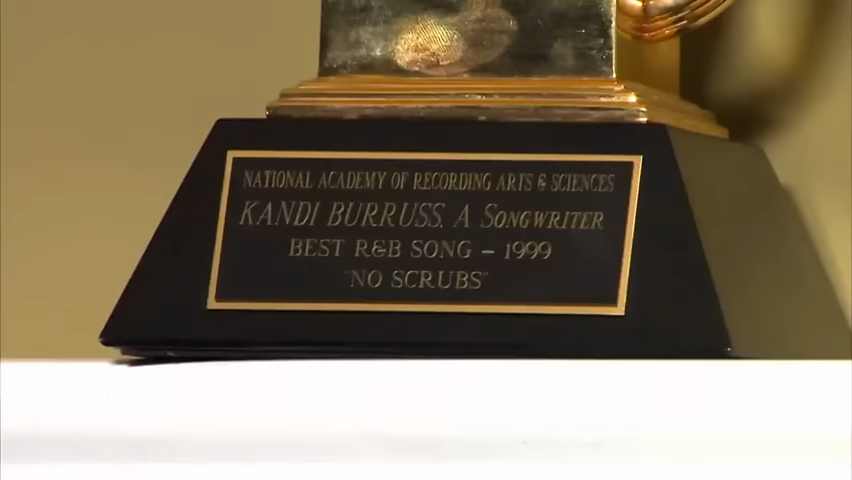 NATIONAL ACADEMY OF RECORDING ARTS & SCIENCES
KANDI BURRUSS, A SONGWRITER
BEST R&B SONG – 1999
"NO SCRUBS"